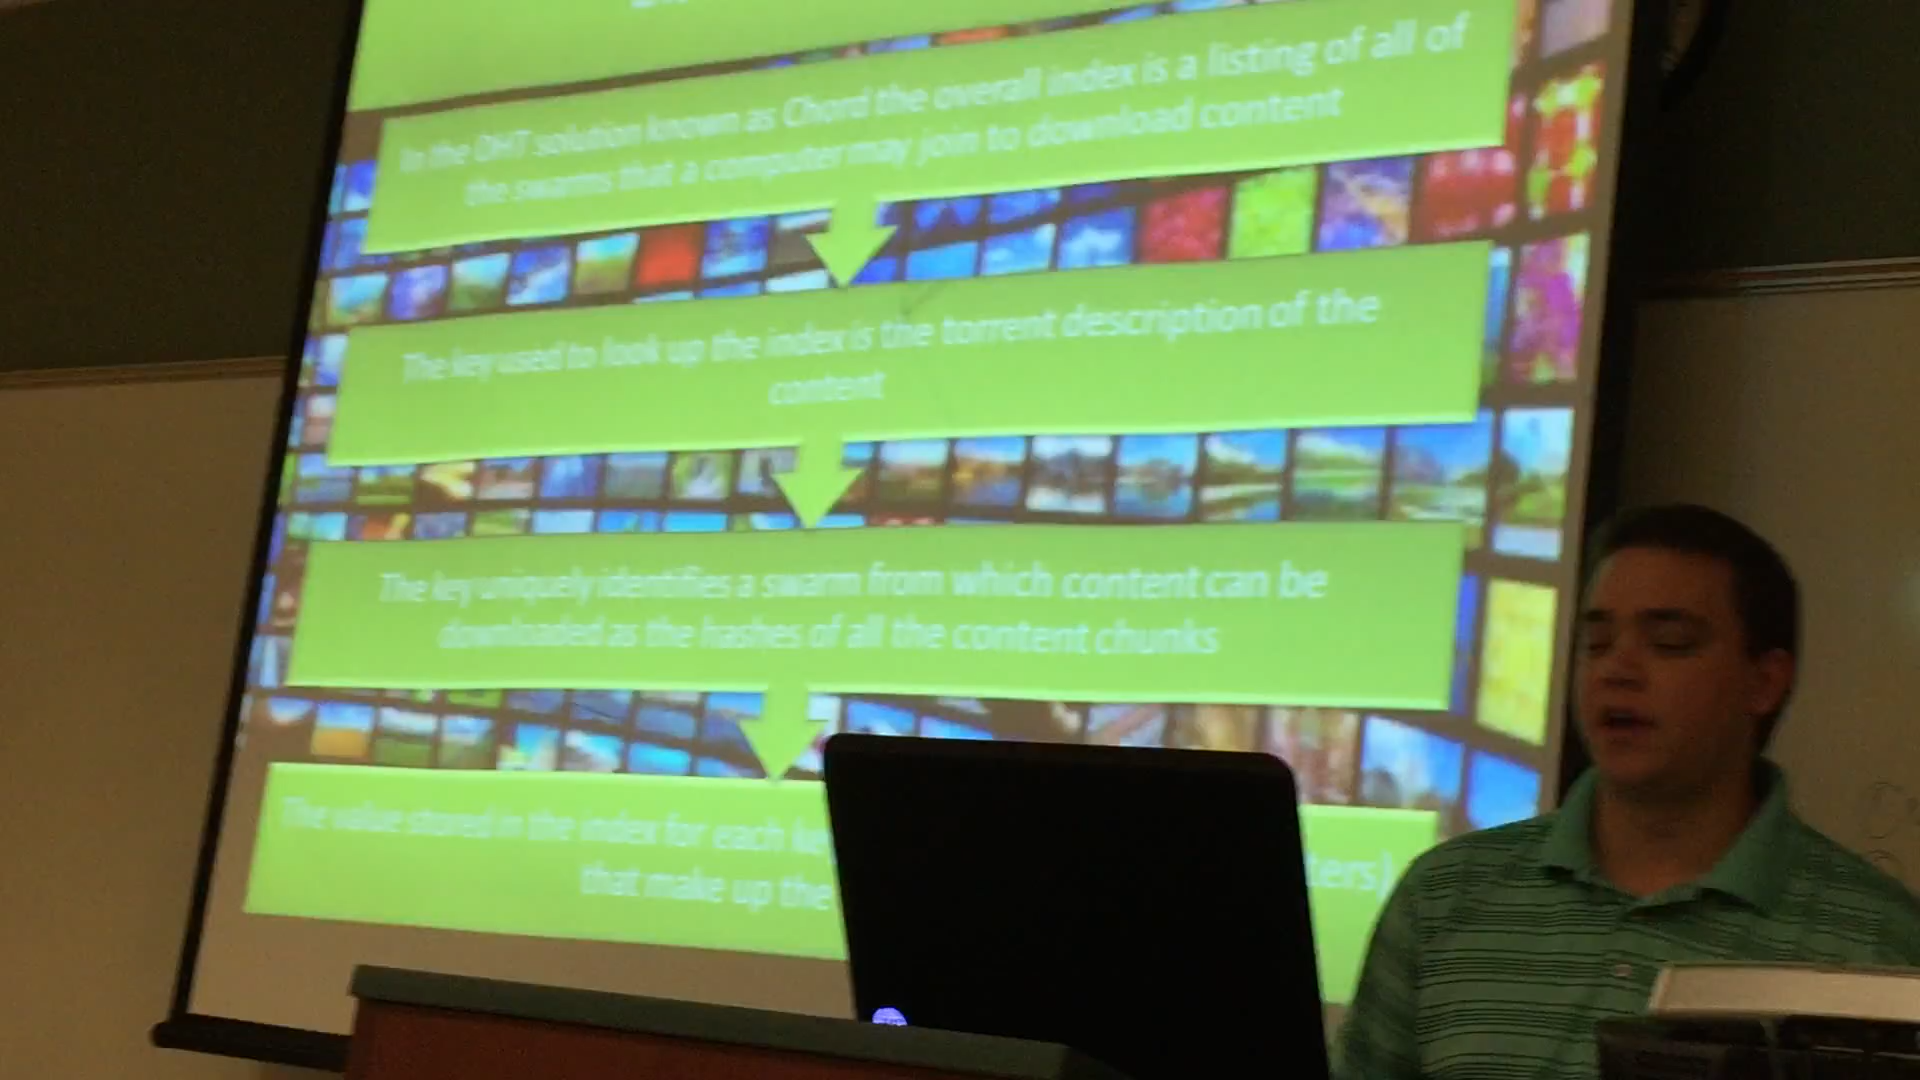 In the DHT solution known as Chord the overall index is a listing of all of
the swarms that a computer may join to download content
The key used to look up the index is the torrent description of the
content
The key uniquely identifies a swarm from which content can be
downloaded as the hashes of all the content chunks
The value stored in the index for each
that make up the